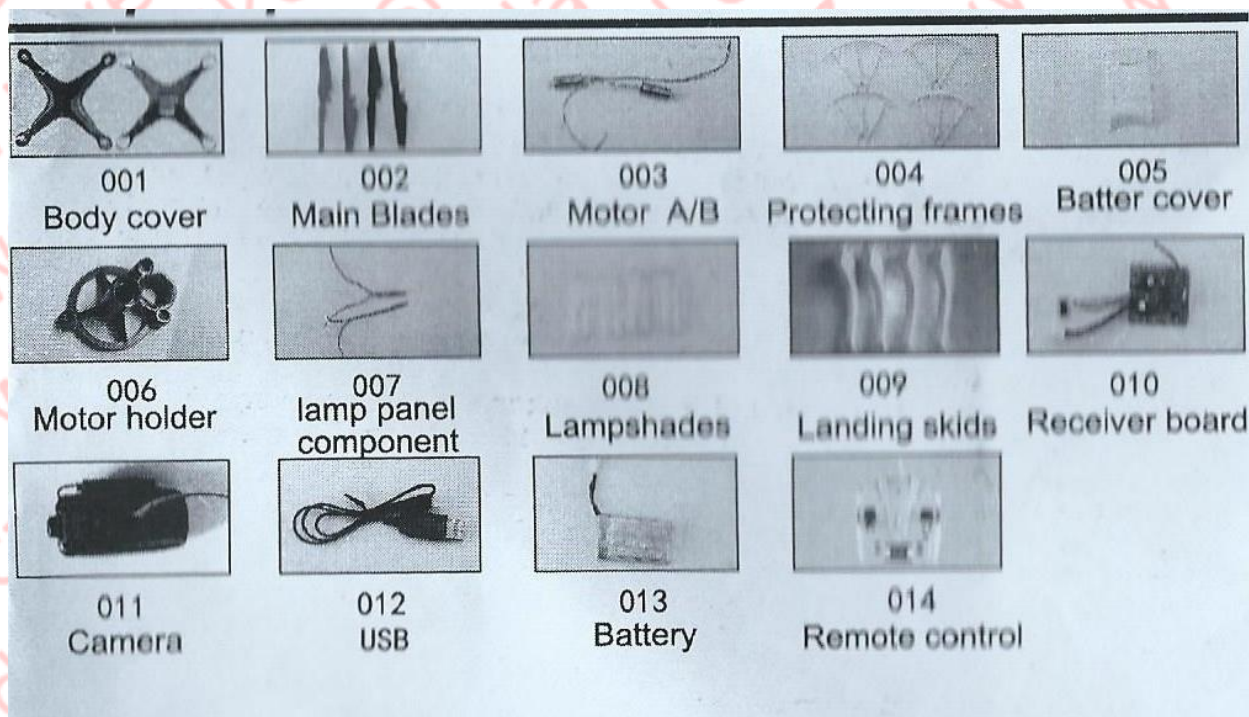 001
Body cover
002
Main Blades
003
Motor A/B
004
Protecting frames
005
Batter cover
006
Motor holder
007
lamp panel
component
008
Lampshades
009
Landing skids
010
Receiver board
011
Camera
012
USB
013
Battery
014
Remote control